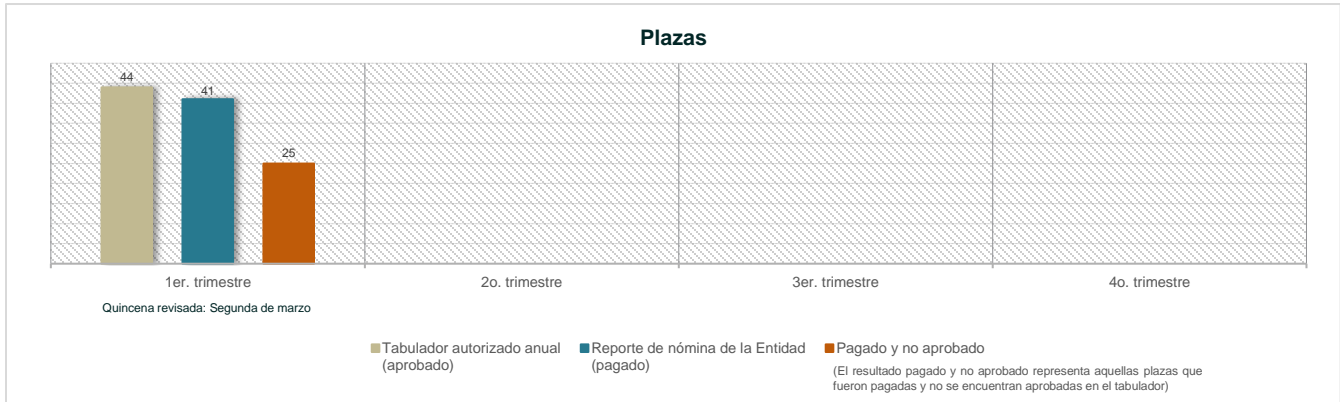 Plazas
44
41
25
1er. trimestre
2o. trimestre
3er. trimestre
4o. trimestre
Quincena revisada: Segunda de marzo
Tabulador autorizado anual
(aprobado)
Reporte de nómina de la Entidad
(pagado)
Pagado y no aprobado
(El resultado pagado y no aprobado representa aquellas plazas que
fueron pagadas y no se encuentran aprobadas en el tabulador)